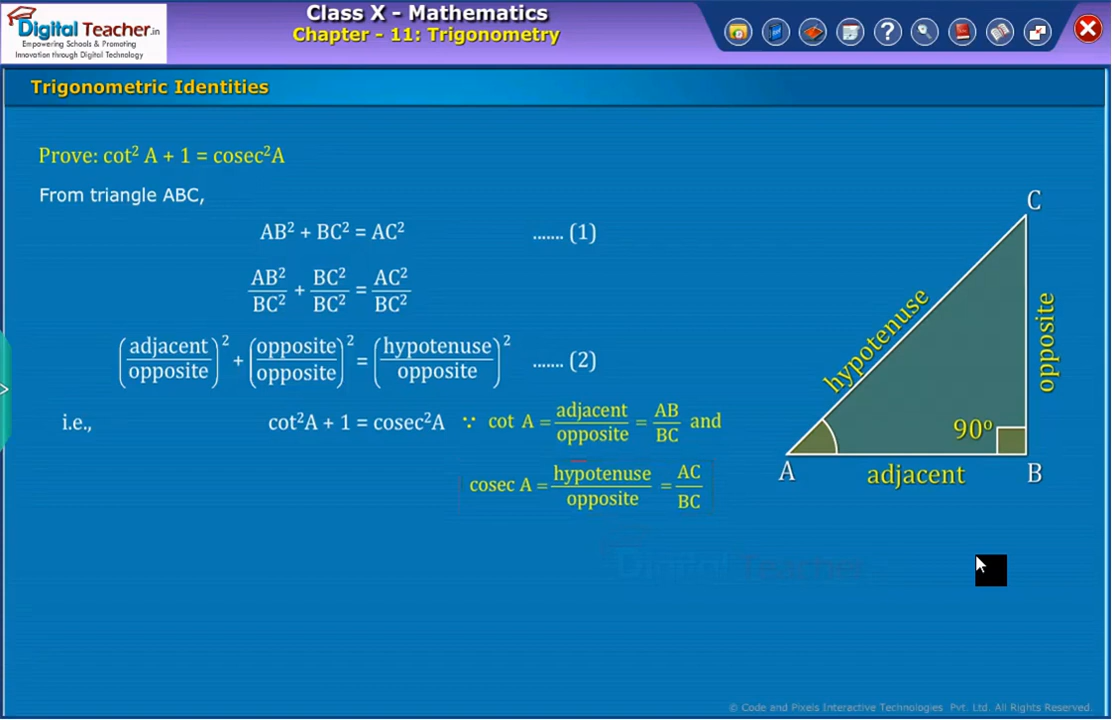 Digital Teacher.in
Empowering Schools & Promoting
Innovation through Digital Technology
Class X - Mathematics
Chapter - 11: Trigonometry
Trigonometric Identities
Prove: cot² A + 1 = cosec²A
From triangle ABC,
AB² + BC² = AC² ....... (1)
AB²/BC² + BC²/BC² = AC²/BC²
(adjacent/opposite)² + (opposite/opposite)² = (hypotenuse/opposite)² ....... (2)
i.e., cot²A + 1 = cosec²A ∵ cot A = adjacent/opposite = AB/BC and
cosec A = hypotenuse/opposite = AC/BC
C
hypotenuse
opposite
90⁰
A
adjacent
B
Digital Teacher
© Code and Pixels Interactive Technologies Pvt. Ltd. All Rights Reserved.